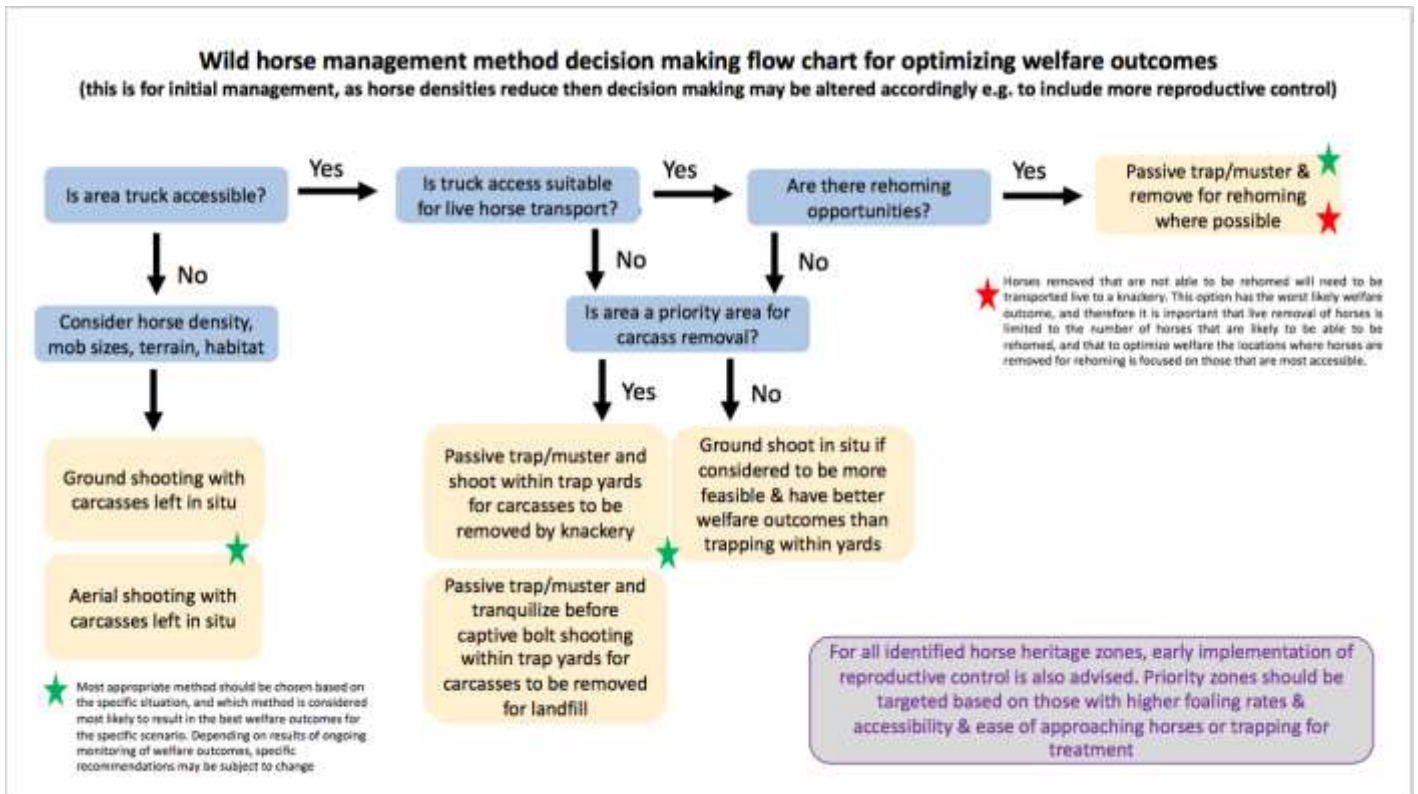 Wild horse management method decision making flow chart for optimizing welfare outcomes
(this is for initial management, as horse densities reduce then decision making may be altered accordingly e.g. to include more reproductive control)
Is area truck accessible?
Yes
Is truck access suitable
for live horse transport?
Yes
Are there rehoming
opportunities?
Yes
Passive trap/muster &
remove for rehoming
where possible
No
No
No
Horses removed that are not able to be rehomed will need to be
transported live to a knackery. This option has the worst likely welfare
outcome, and therefore it is important that live removal of horses is
limited to the number of horses that are likely to be able to be
rehomed, and that to optimize welfare the locations where horses are
removed for rehoming is focused on those that are most accessible.
Consider horse density,
mob sizes, terrain, habitat
Is area a priority area for
carcass removal?
Yes
No
Ground shooting with
carcasses left in situ
Aerial shooting with
carcasses left in situ
Passive trap/muster and
shoot within trap yards
for carcasses to be
removed by knackery
Ground shoot in situ if
considered to be more
feasible & have better
welfare outcomes than
trapping within yards
Passive trap/muster and
tranquilize before
captive bolt shooting
within trap yards for
carcasses to be removed
for landfill
Most appropriate method should be chosen based on
the specific situation, and which method is considered
most likely to result in the best welfare outcomes for
the specific scenario. Depending on results of ongoing
monitoring of welfare outcomes, specific
recommendations may be subject to change
For all identified horse heritage zones, early implementation of
reproductive control is also advised. Priority zones should be
targeted based on those with higher foaling rates &
accessibility & ease of approaching horses or trapping for
treatment